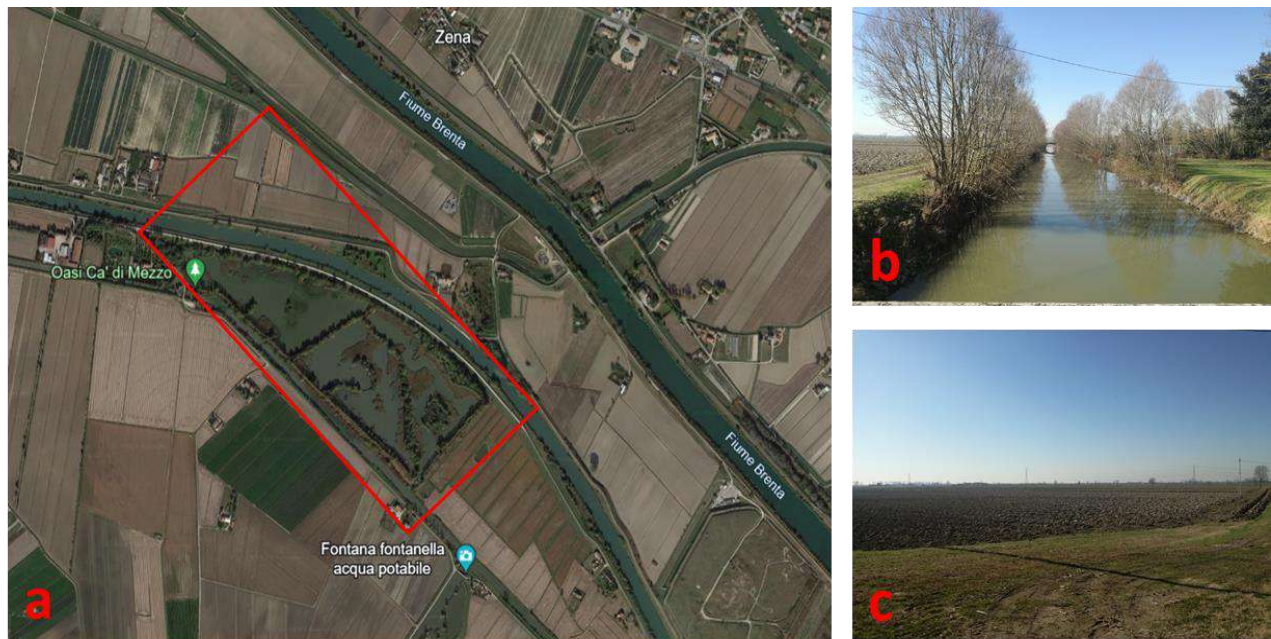 Zena
Fiume Brenta
Oasi Ca' di Mezzo
Fiume Brenta
Fontana fontanella
acqua potabile
a
b
c